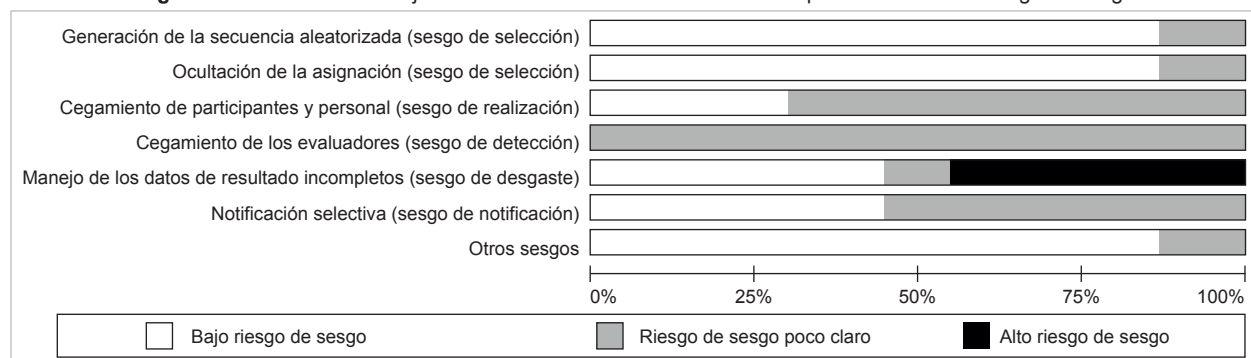 Generación de la secuencia aleatorizada (sesgo de selección)
Ocultación de la asignación (sesgo de selección)
Cegamiento de participantes y personal (sesgo de realización)
Cegamiento de los evaluadores (sesgo de detección)
Manejo de los datos de resultado incompletos (sesgo de desgaste)
Notificación selectiva (sesgo de notificación)
Otros sesgos
0% 25% 50% 75% 100%
Bajo riesgo de sesgo Riesgo de sesgo poco claro Alto riesgo de sesgo